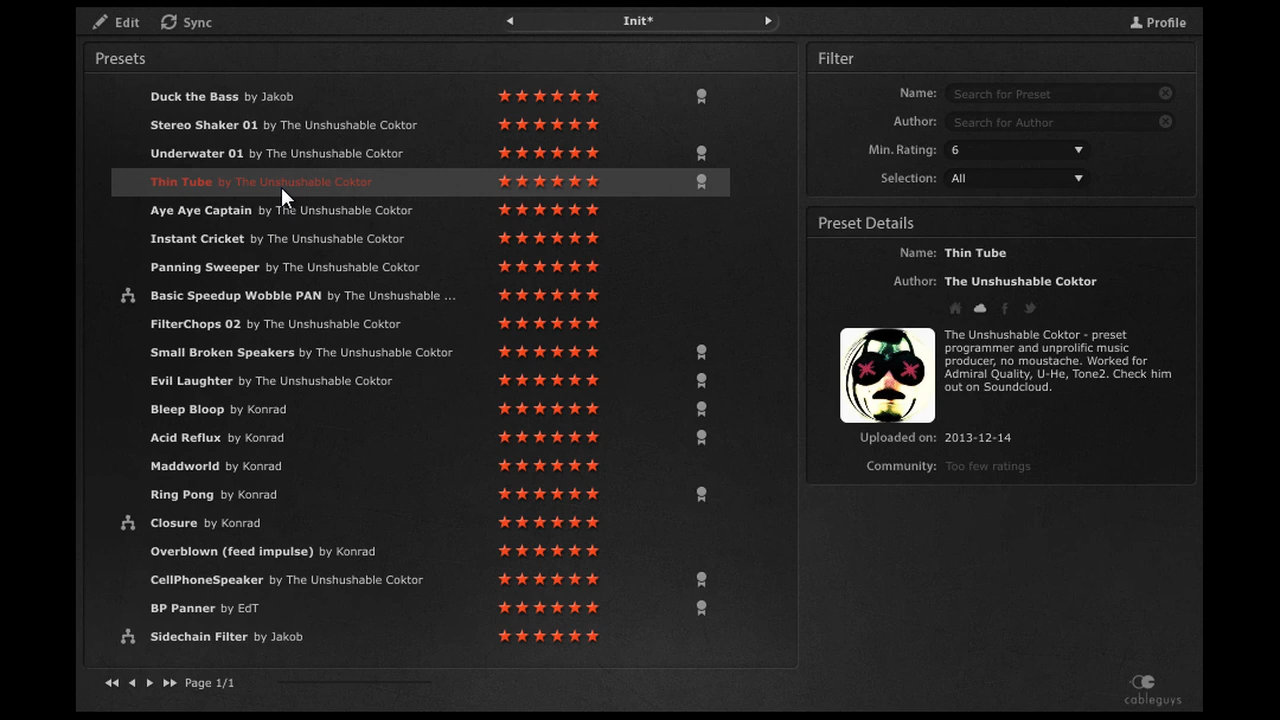 Edit Sync Init* Profile
Presets
Duck the Bass by Jakob
Stereo Shaker 01 by The Unshushable Coktor
Underwater 01 by The Unshushable Coktor
Thin Tube by The Unshushable Coktor
Aye Aye Captain by The Unshushable Coktor
Instant Cricket by The Unshushable Coktor
Panning Sweeper by The Unshushable Coktor
Basic Speedup Wobble PAN by The Unshushable ...
FilterChops 02 by The Unshushable Coktor
Small Broken Speakers by The Unshushable Coktor
Evil Laughter by The Unshushable Coktor
Bleep Bloop by Konrad
Acid Reflux by Konrad
Maddworld by Konrad
Ring Pong by Konrad
Closure by Konrad
Overblown (feed impulse) by Konrad
CellPhoneSpeaker by The Unshushable Coktor
BP Panner by EdT
Sidechain Filter by Jakob
Page 1/1
Filter
Name: Search for Preset
Author: Search for Author
Min. Rating: 6
Selection: All
Preset Details
Name: Thin Tube
Author: The Unshushable Coktor
The Unshushable Coktor - preset
programmer and unprolific music
producer, no moustache. Worked for
Admiral Quality, U-He, Tone2. Check him
out on Soundcloud.
Uploaded on: 2013-12-14
Community: Too few ratings
cableguys